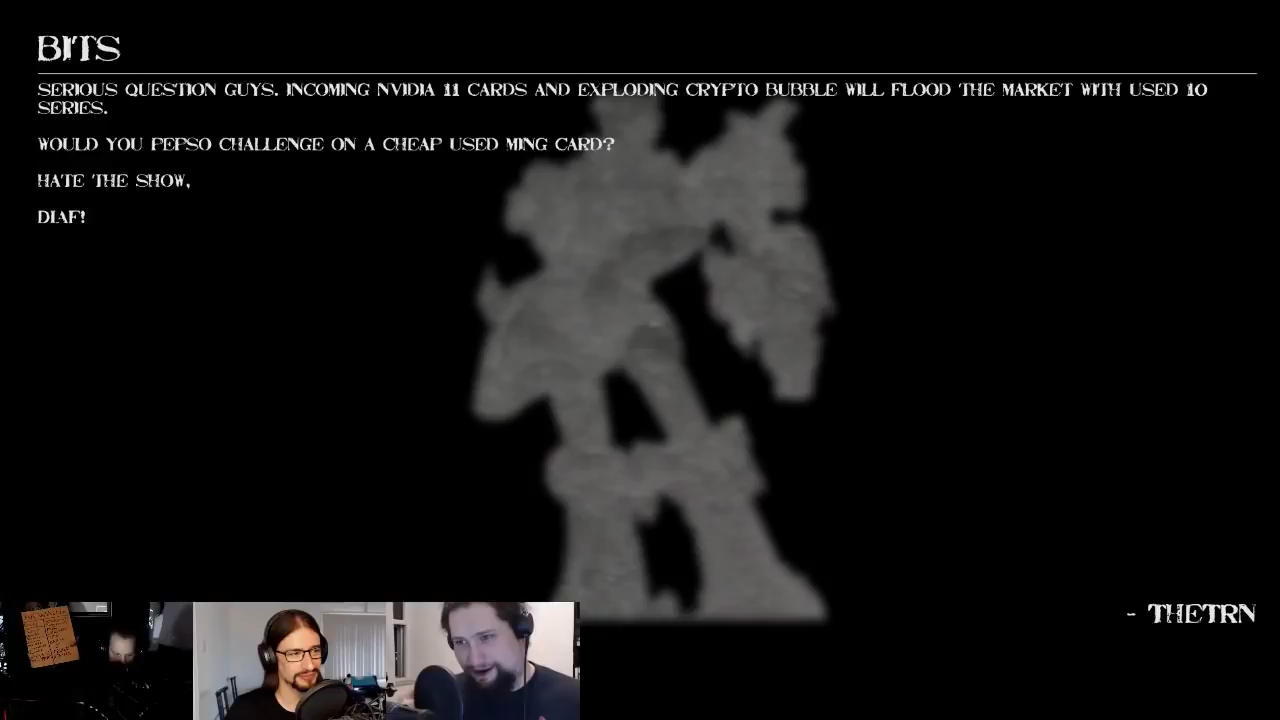 BITS
SERIOUS QUESTION GUYS. INCOMING NVIDIA 11 CARDS AND EXPLODING CRYPTO BUBBLE WILL FLOOD THE MARKET WITH USED 10
SERIES.
WOULD YOU PEPSO CHALLENGE ON A CHEAP USED MING CARD?
HATE THE SHOW,
DIAF!
- THETRN